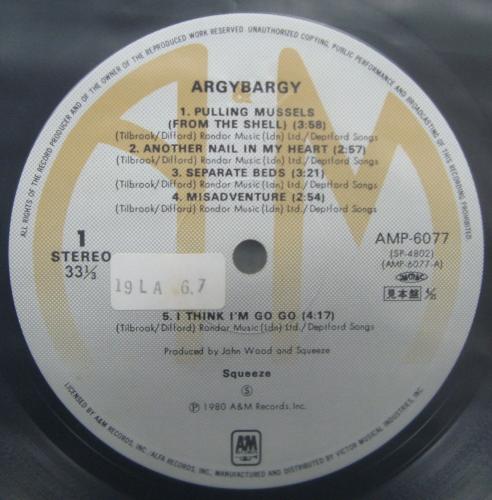 ALL RIGHTS OF THE RECORD PRODUCER AND OF THE OWNER OF THE REPRODUCED WORK RESERVED. UNAUTHORIZED COPYING, PUBLIC PERFORMANCE AND BROADCASTING OF THIS RECORDING PROHIBITED
ARGYBARGY
1. PULLING MUSSELS
(FROM THE SHELL) (3:58)
(Tilbrook/Difford) Rondor Music (Ldn) Ltd./Deptford Songs
2. ANOTHER NAIL IN MY HEART (2:57)
(Tilbrook/Difford) Rondor Music (Ldn) Ltd./Deptford Songs
3. SEPARATE BEDS (3:21)
(Tilbrook/Difford) Rondor Music (Ldn) Ltd./Deptford Songs
4. MISADVENTURE (2:54)
(Tilbrook/Difford) Rondor Music (Ldn) Ltd./Deptford Songs
1
STEREO
33⅓
AMP-6077
(SP-4802)
(AMP-6077-A)
見本盤
19 LA 6.7
5. I THINK I'M GO GO (4:17)
(Tilbrook/Difford) Rondor Music (Ldn) Ltd./Deptford Songs
Produced by John Wood and Squeeze
Squeeze
Ⓢ
Ⓟ 1980 A&M Records, Inc.
A&M
RECORDS
LICENSED BY A&M RECORDS, INC./ALFA RECORDS, INC. MANUFACTURED AND DISTRIBUTED BY VICTOR MUSICAL INDUSTRIES, INC.